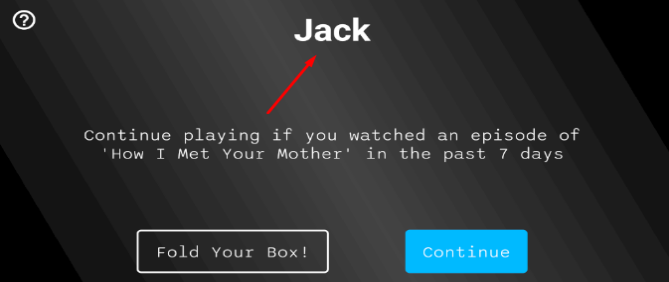 Jack
Continue playing if you watched an episode of
'How I Met Your Mother' in the past 7 days
Fold Your Box!
Continue